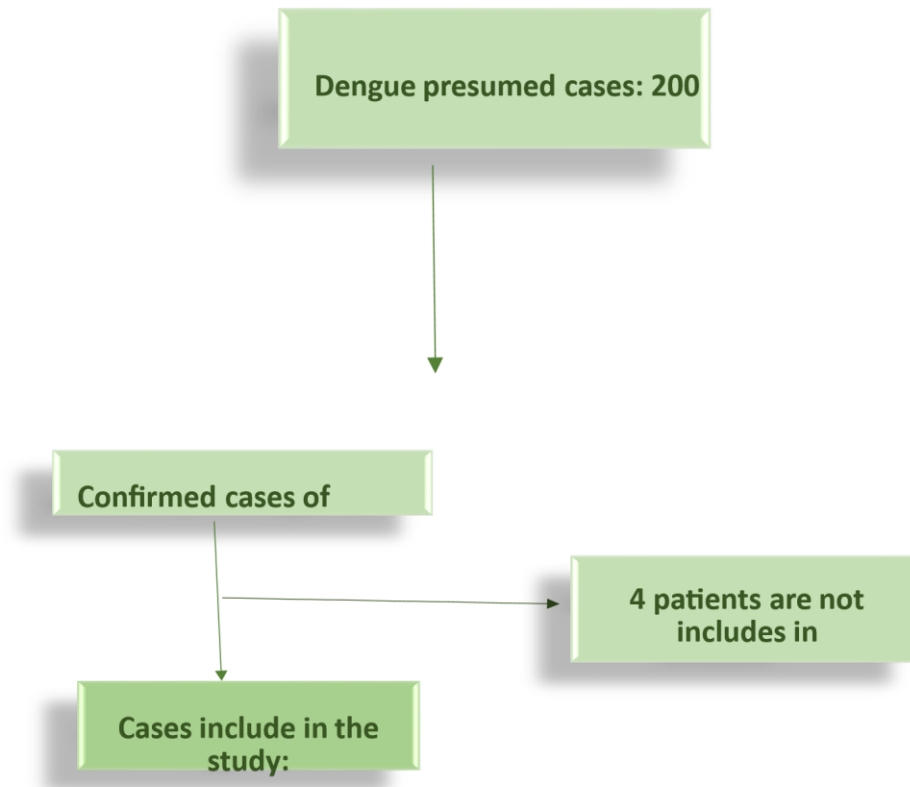 Dengue presumed cases: 200
Confirmed cases of
4 patients are not
includes in
Cases include in the
study: